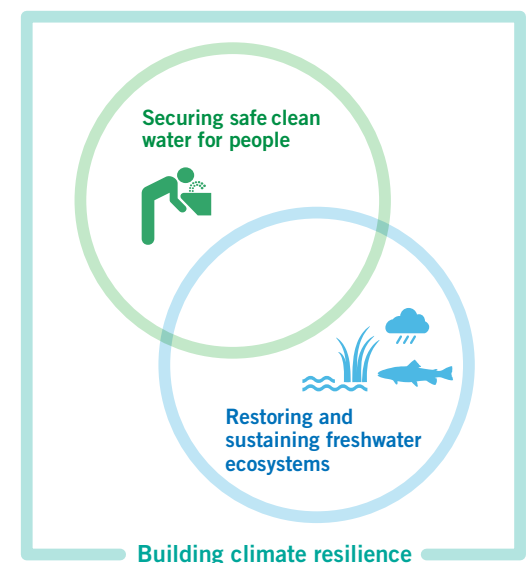 Securing safe clean
water for people
Restoring and
sustaining freshwater
ecosystems
Building climate resilience